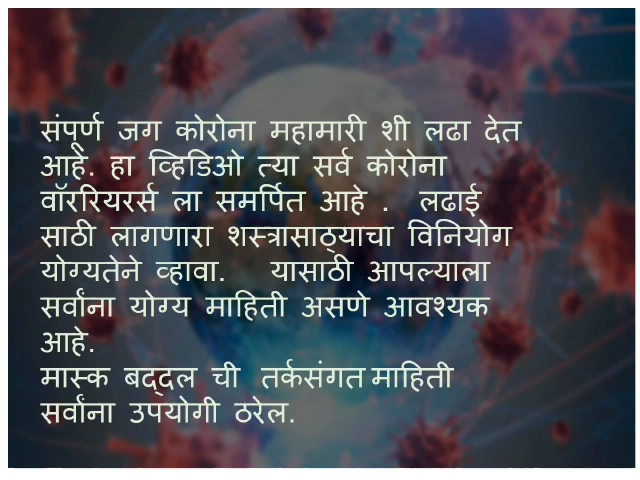 संपूर्ण जग कोरोना महामारी शी लढा देत
आहे. हा व्हिडिओ त्या सर्व कोरोना
वॉररियरर्स ला समर्पित आहे . लढाई
साठी लागणारा शस्त्रासाठ्याचा विनियोग
योग्यतेने व्हावा. यासाठी आपल्याला
सर्वांना योग्य माहिती असणे आवश्यक
आहे.
मास्क बद्दल ची तर्कसंगत माहिती
सर्वांना उपयोगी ठरेल.